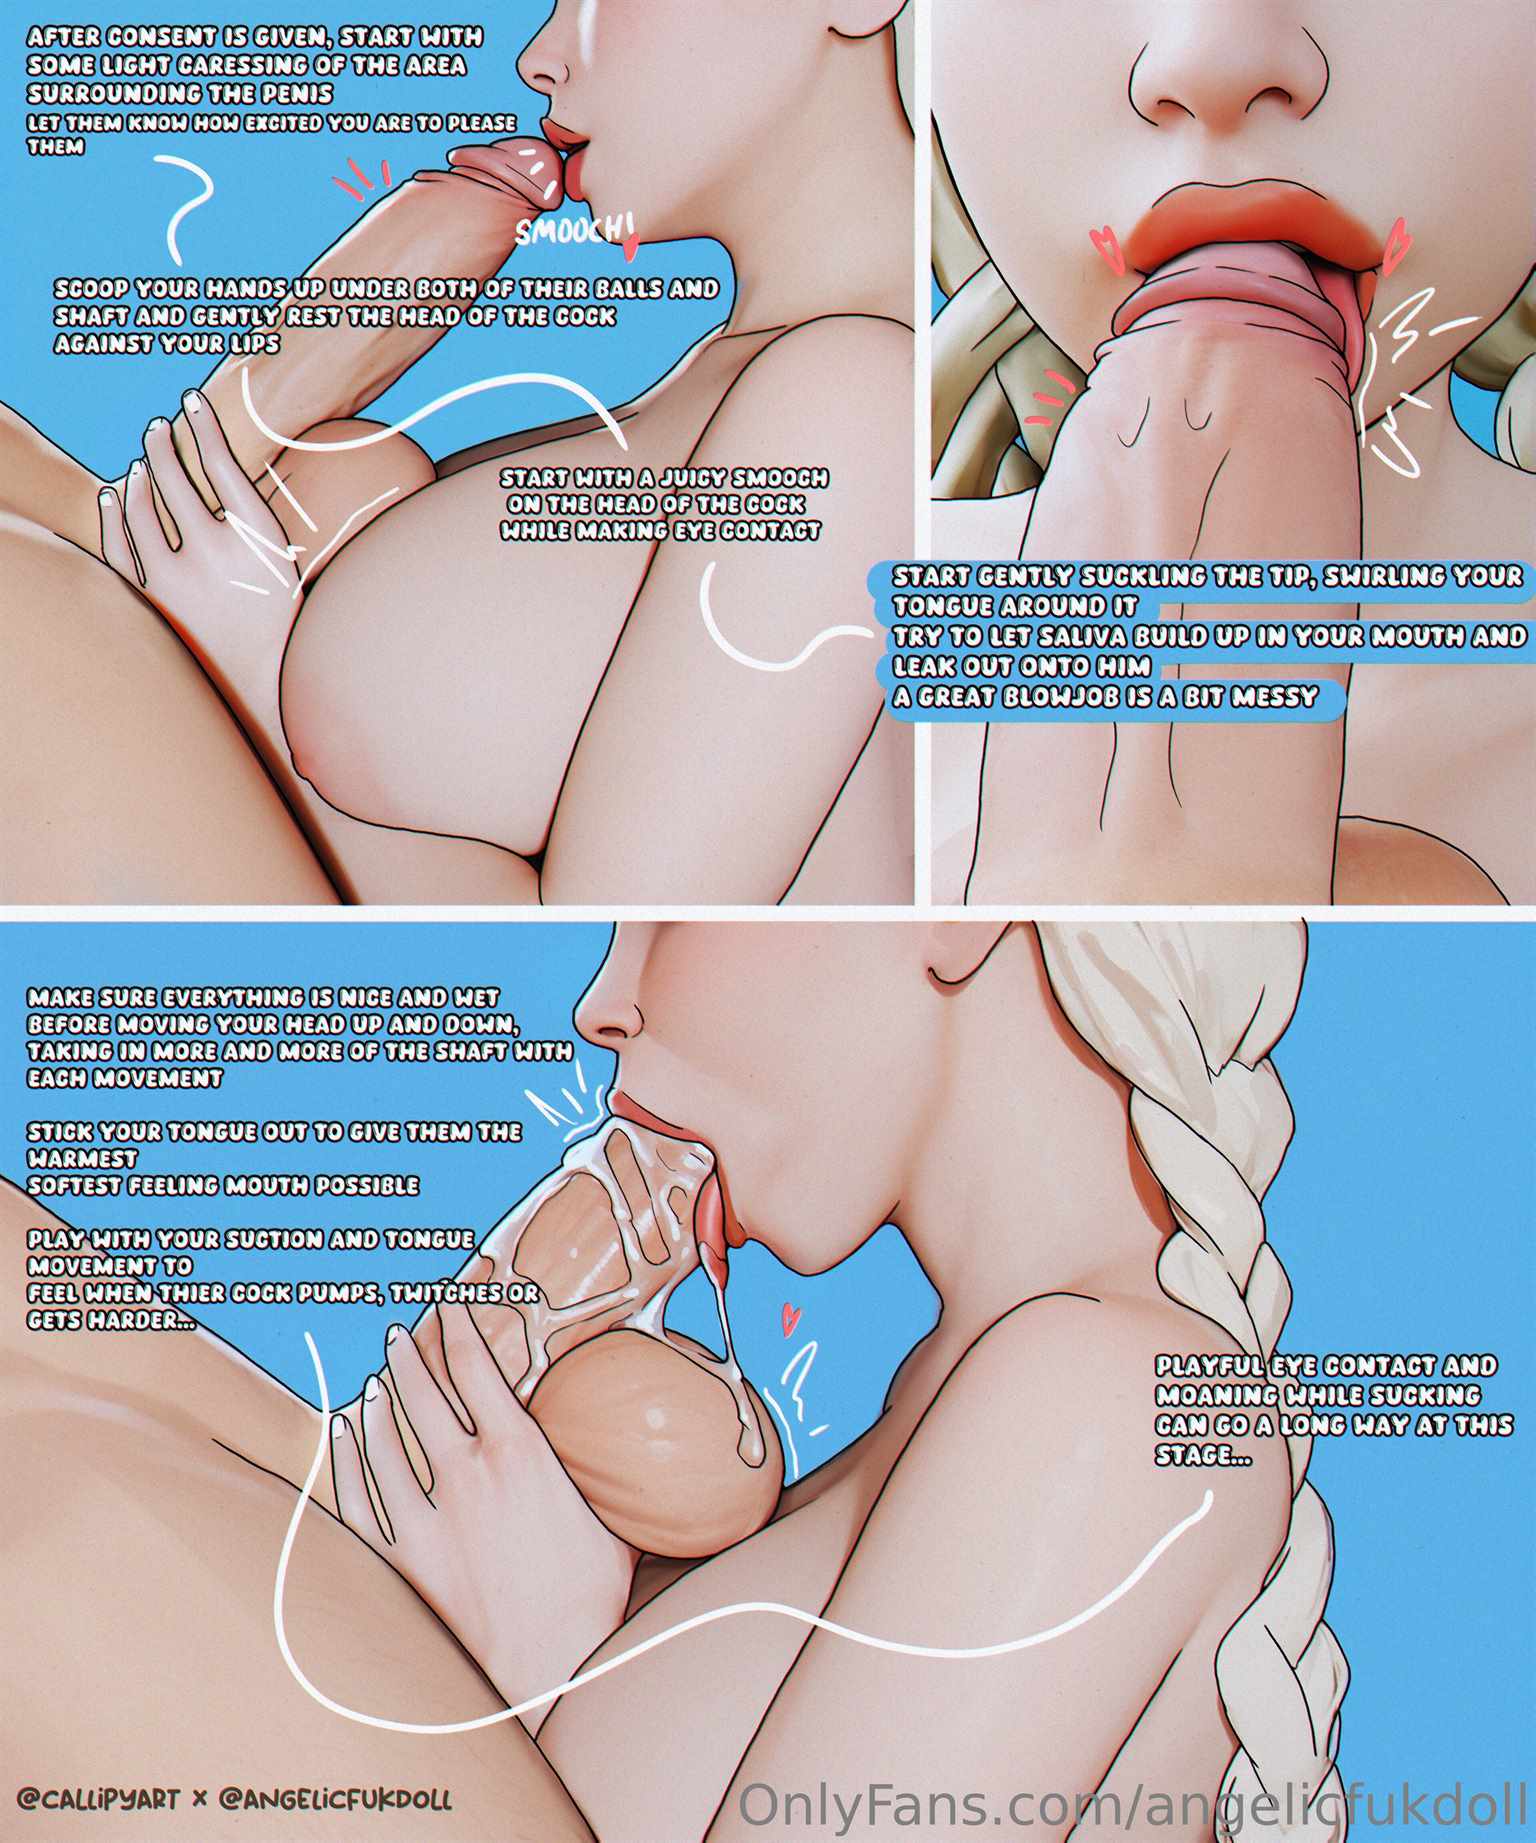 AFTER CONSENT IS GIVEN, START WITH
SOME LIGHT CARESSING OF THE AREA
SURROUNDING THE PENIS
LET THEM KNOW HOW EXCITED YOU ARE TO PLEASE
THEM
SMOOCH!
SCOOP YOUR HANDS UP UNDER BOTH OF THEIR BALLS AND
SHAFT AND GENTLY REST THE HEAD OF THE COCK
AGAINST YOUR LIPS
START WITH A JUICY SMOOCH
ON THE HEAD OF THE COCK
WHILE MAKING EYE CONTACT
START GENTLY SUCKLING THE TIP, SWIRLING YOUR
TONGUE AROUND IT
TRY TO LET SALIVA BUILD UP IN YOUR MOUTH AND
LEAK OUT ONTO HIM
A GREAT BLOWJOB IS A BIT MESSY
MAKE SURE EVERYTHING IS NICE AND WET
BEFORE MOVING YOUR HEAD UP AND DOWN,
TAKING IN MORE AND MORE OF THE SHAFT WITH
EACH MOVEMENT
STICK YOUR TONGUE OUT TO GIVE THEM THE
WARMEST
SOFTEST FEELING MOUTH POSSIBLE
PLAY WITH YOUR SUCTION AND TONGUE
MOVEMENT TO
FEEL WHEN THIER COCK PUMPS, TWITCHES OR
GETS HARDER...
PLAYFUL EYE CONTACT AND
MOANING WHILE SUCKING
CAN GO A LONG WAY AT THIS
STAGE...
@CALLIPYART x @ANGELICFUKDOLL
OnlyFans.com/angelicfukdoll